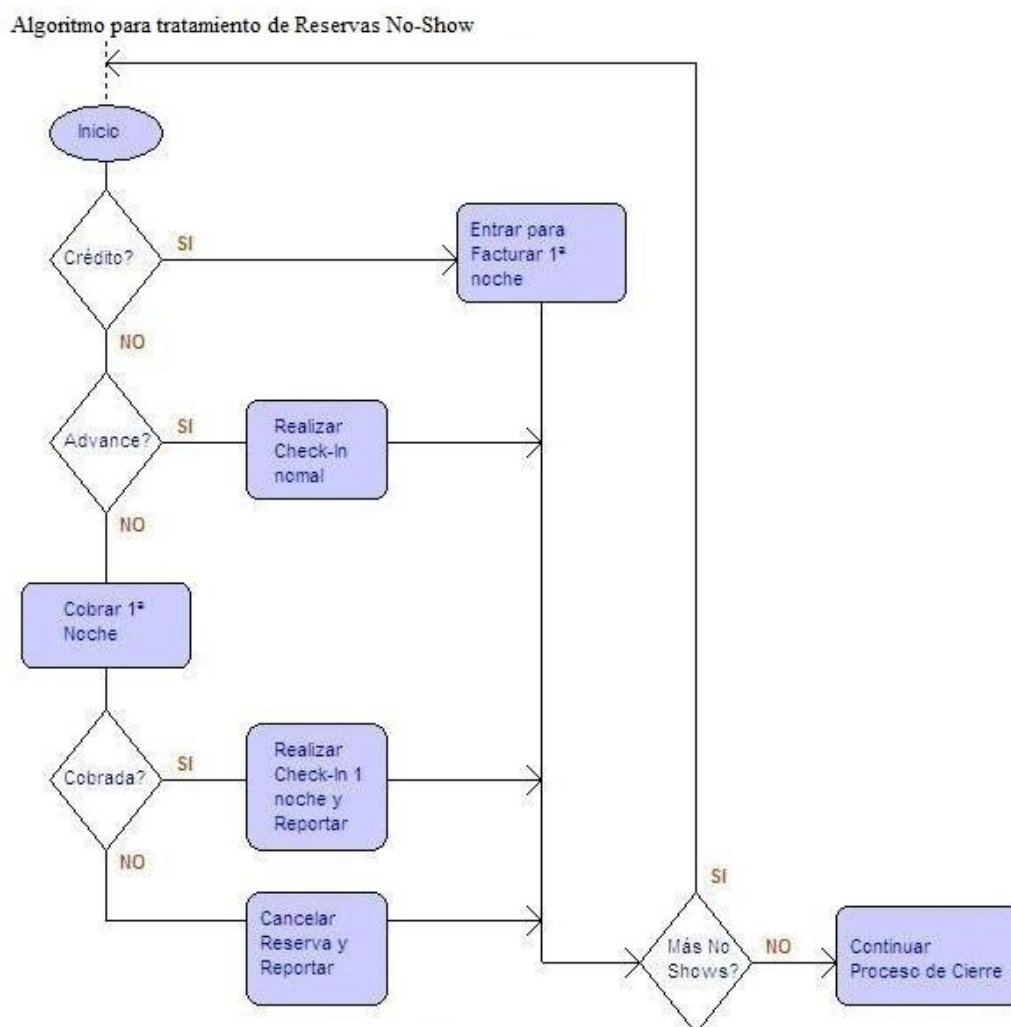 Algoritmo para tratamiento de Reservas No-Show
Inicio
Crédito?
SI
Entrar para
Facturar 1ª
noche
NO
Advance?
SI
Realizar
Check-In
nomal
NO
Cobrar 1ª
Noche
Cobrada?
SI
Realizar
Check-In 1
noche y
Reportar
NO
Cancelar
Reserva y
Reportar
SI
Más No
Shows?
NO
Continuar
Proceso de Cierre